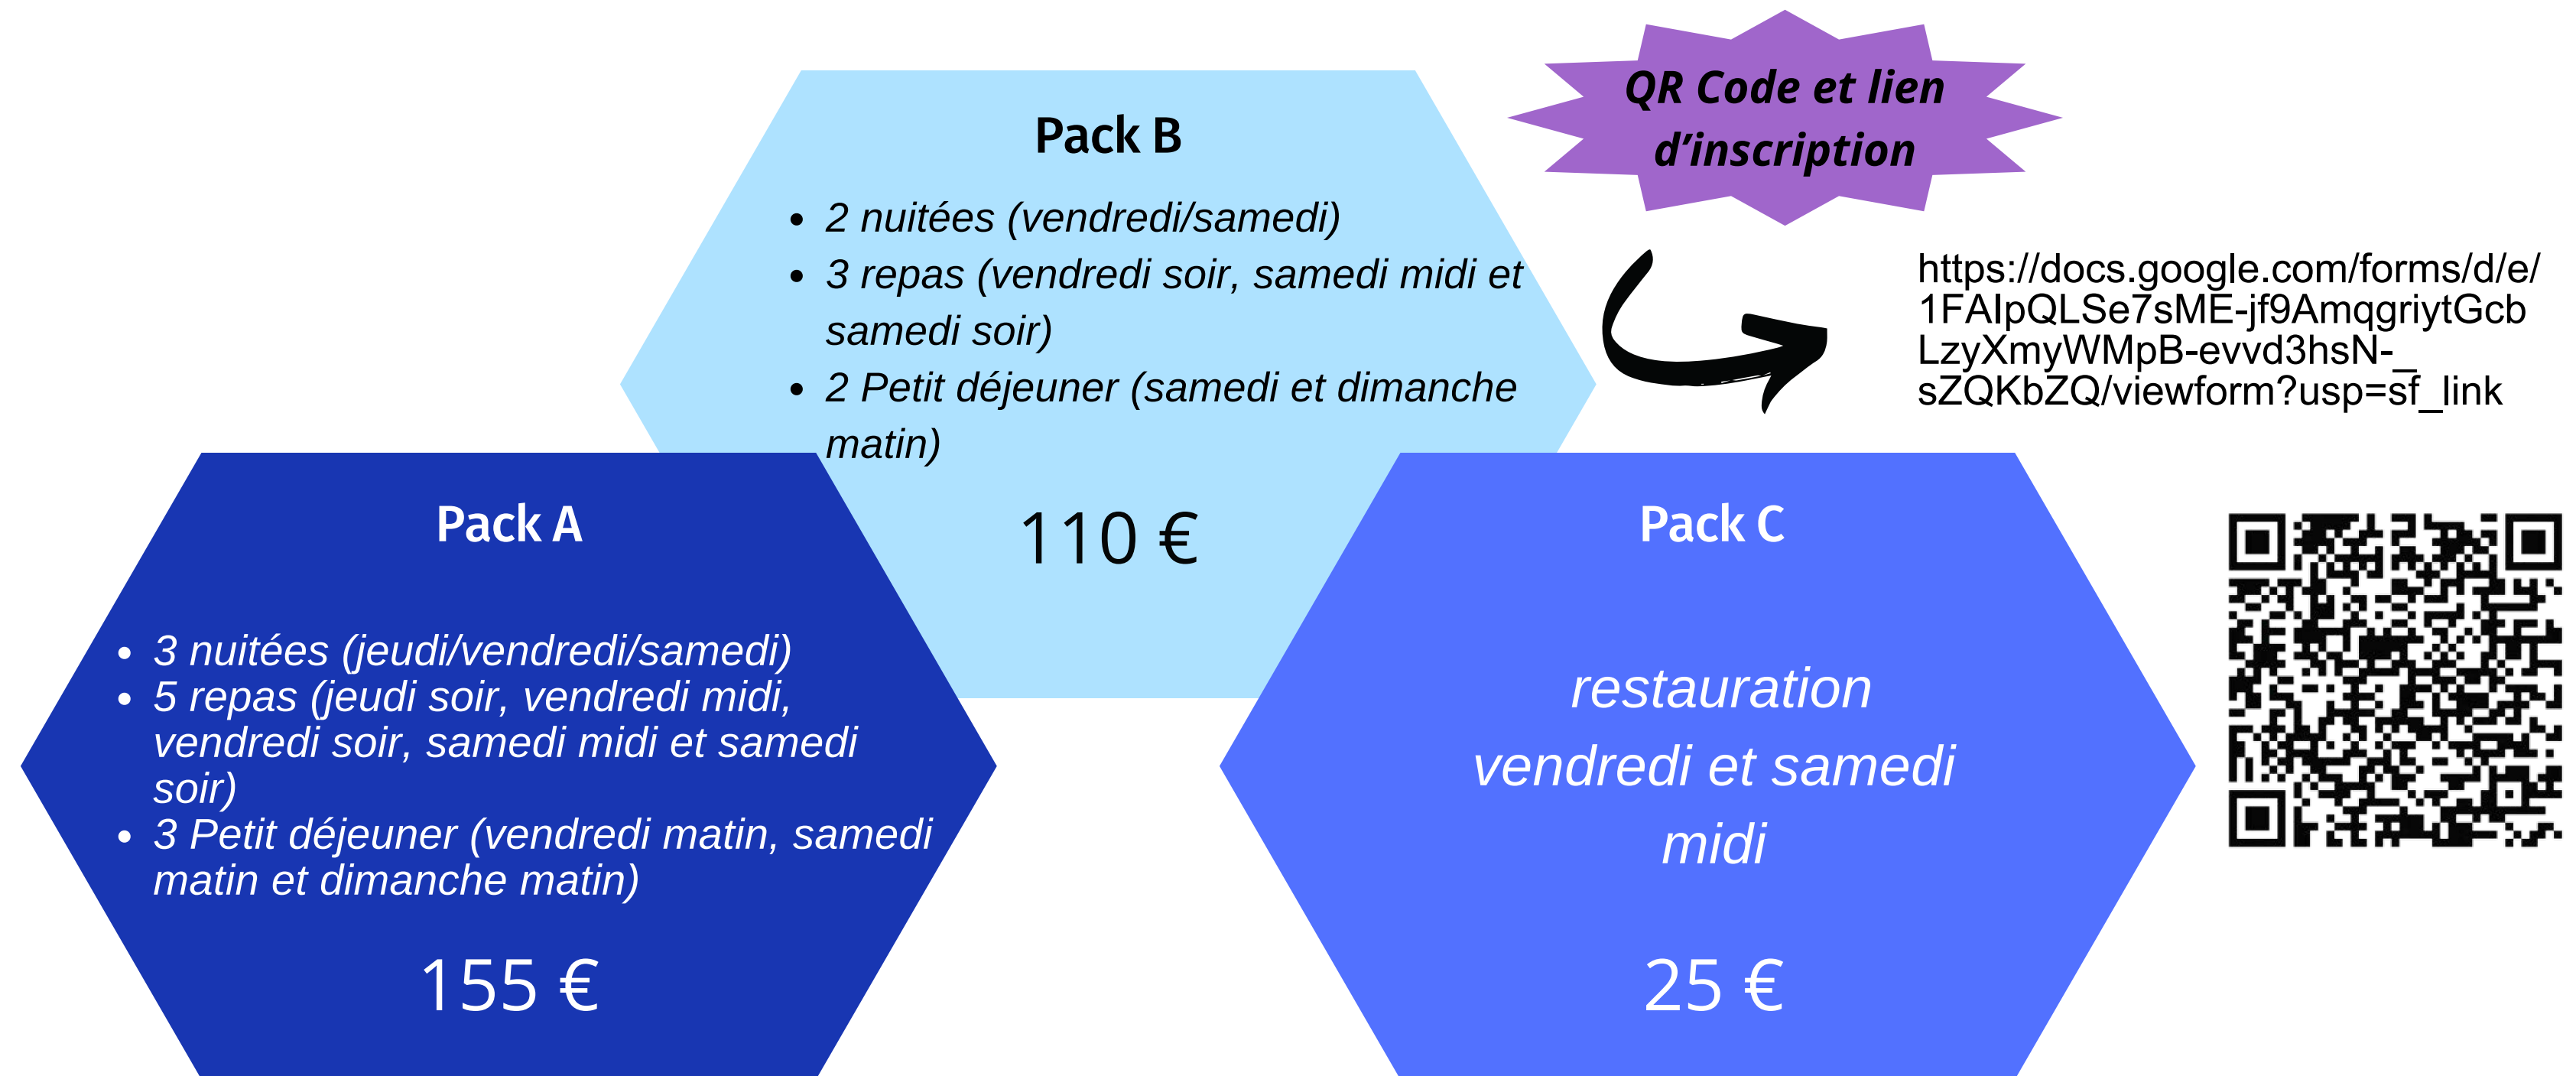 QR Code et lien
d’inscription
Pack B
• 2 nuitées (vendredi/samedi)
• 3 repas (vendredi soir, samedi midi et
samedi soir)
• 2 Petit déjeuner (samedi et dimanche
matin)
110 €
https://docs.google.com/forms/d/e/
1FAIpQLSe7sME-jf9AmqgriytGcb
LzyXmyWMpB-evvd3hsN-_
sZQKbZQ/viewform?usp=sf_link
Pack A
• 3 nuitées (jeudi/vendredi/samedi)
• 5 repas (jeudi soir, vendredi midi,
vendredi soir, samedi midi et samedi
soir)
• 3 Petit déjeuner (vendredi matin, samedi
matin et dimanche matin)
155 €
Pack C
restauration
vendredi et samedi
midi
25 €